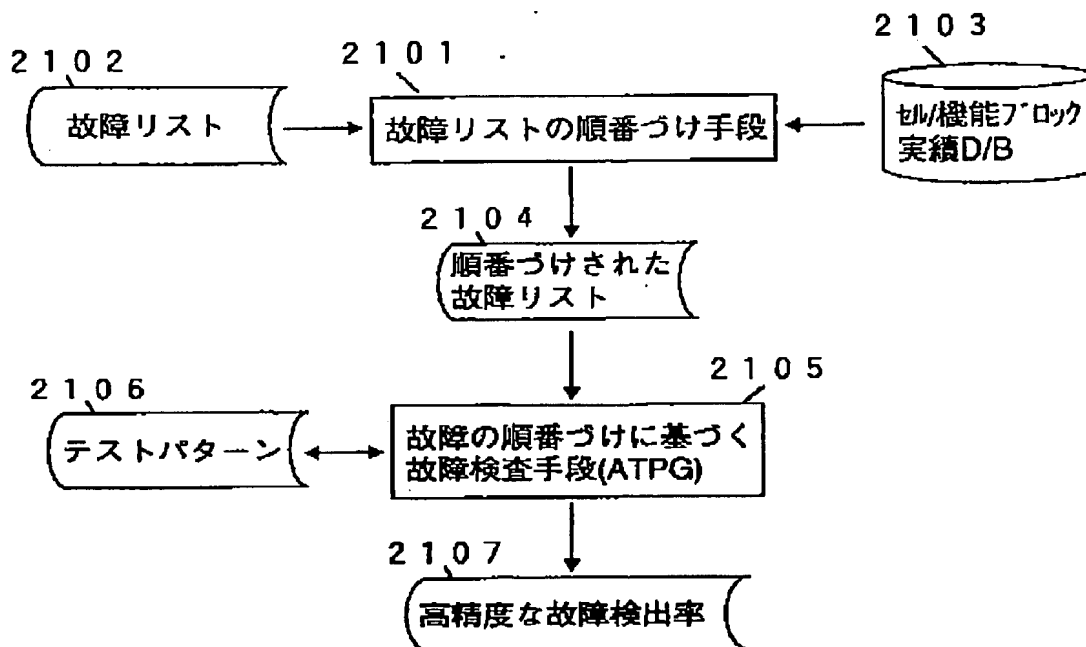 2103
2102
2101
故障リスト
故障リストの順番づけ手段
ｾﾙ/機能ﾌﾞﾛｯｸ
実績D/B
2104
順番づけされた
故障リスト
2106
2105
テストパターン
故障の順番づけに基づく
故障検査手段(ATPG)
2107
高精度な故障検出率